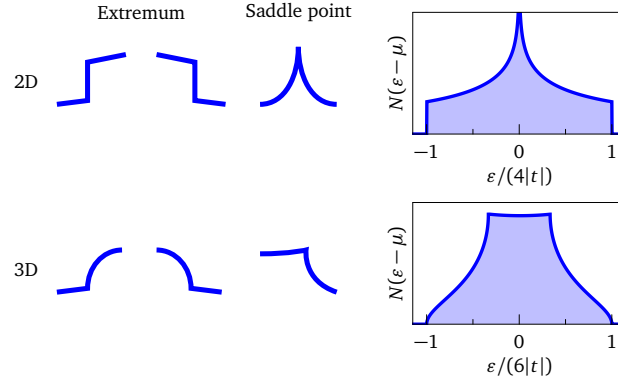 Extremum Saddle point
2D
N(ε−μ)
−1 0 1
ε/(4|t|)
3D
N(ε−μ)
−1 0 1
ε/(6|t|)